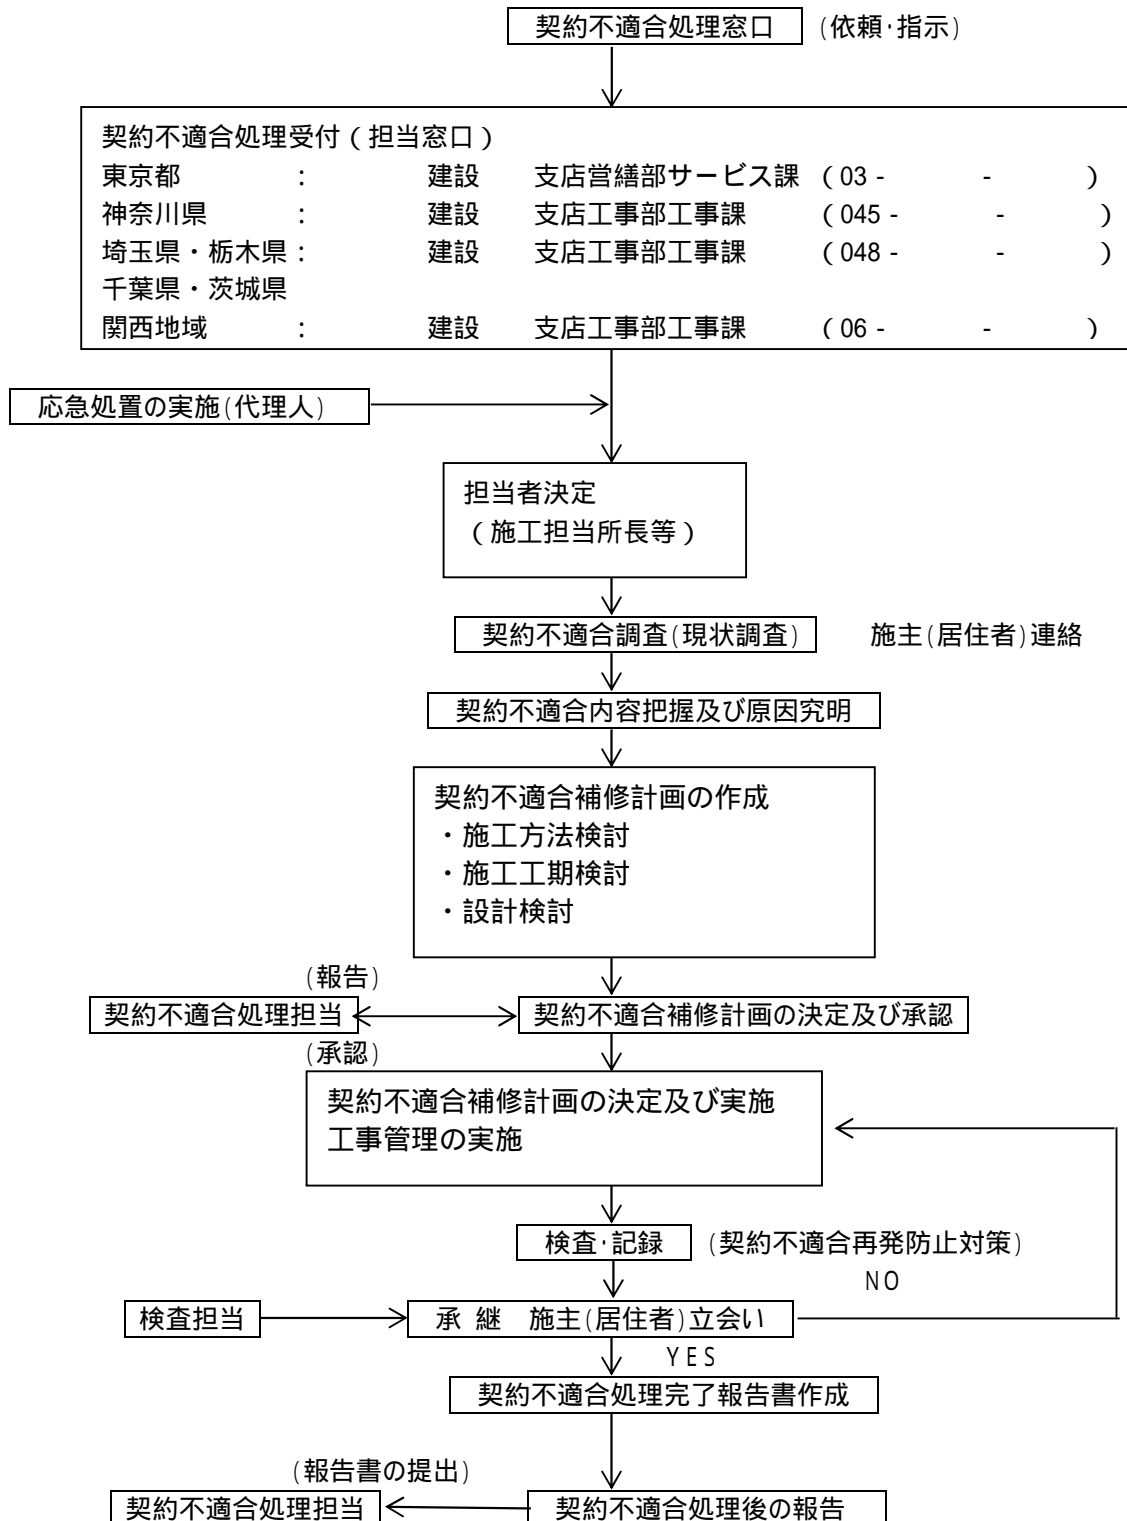 契約不適合処理窓口 (依頼･指示)
契約不適合処理受付(担当窓口)
東京都 : 建設 支店営繕部サービス課 (03 - - )
神奈川県 : 建設 支店工事部工事課 (045 - - )
埼玉県・栃木県 : 建設 支店工事部工事課 (048 - - )
千葉県・茨城県
関西地域 : 建設 支店工事部工事課 (06 - - )
応急処置の実施(代理人)
担当者決定
(施工担当所長等)
契約不適合調査(現状調査) 施主(居住者)連絡
契約不適合内容把握及び原因究明
契約不適合補修計画の作成
・施工方法検討
・施工工期検討
・設計検討
(報告)
契約不適合処理担当 契約不適合補修計画の決定及び承認
(承認)
契約不適合補修計画の決定及び実施
工事管理の実施
検査･記録 (契約不適合再発防止対策)
NO
検査担当 承 継 施主(居住者)立会い
YES
契約不適合処理完了報告書作成
(報告書の提出)
契約不適合処理担当 契約不適合処理後の報告